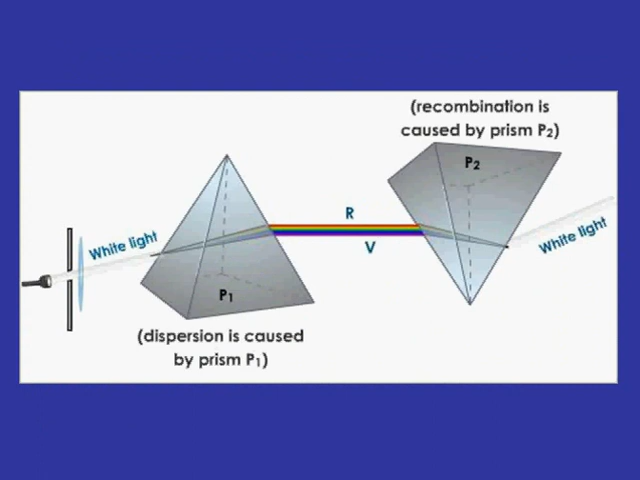 (recombination is
caused by prism P₂)
P₂
R
White light
V
White light
P₁
(dispersion is caused
by prism P₁)